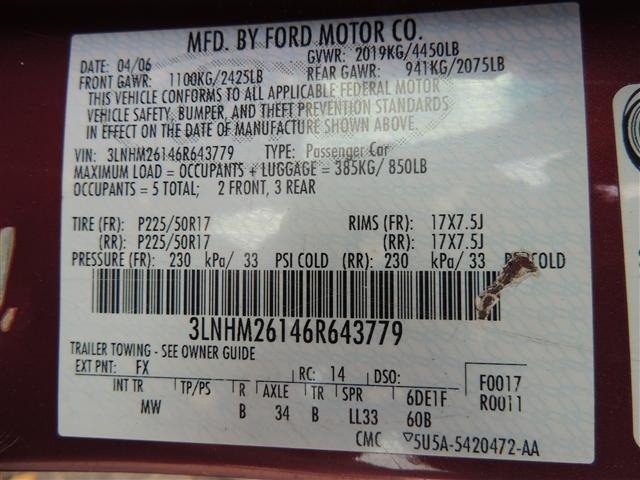 MFD. BY FORD MOTOR CO.
DATE: 04/06 GVWR: 2019KG/4450LB
FRONT GAWR: 1100KG/2425LB REAR GAWR: 941KG/2075LB
THIS VEHICLE CONFORMS TO ALL APPLICABLE FEDERAL MOTOR
VEHICLE SAFETY, BUMPER, AND THEFT PREVENTION STANDARDS
IN EFFECT ON THE DATE OF MANUFACTURE SHOWN ABOVE.
VIN: 3LNHM26146R643779 TYPE: Passenger Car
MAXIMUM LOAD = OCCUPANTS + LUGGAGE = 385KG/ 850LB
OCCUPANTS = 5 TOTAL; 2 FRONT, 3 REAR
TIRE (FR): P225/50R17 RIMS (FR): 17X7.5J
(RR): P225/50R17 (RR): 17X7.5J
PRESSURE (FR): 230 kPa/ 33 PSI COLD (RR): 230 kPa/ 33 PSI COLD
3LNHM26146R643779
TRAILER TOWING - SEE OWNER GUIDE
EXT PNT: FX RC: 14 DSO: F0017
INT TR TP/PS R AXLE TR SPR 6DE1F R0011
MW B 34 B LL33 60B
CMC ▽5U5A-5420472-AA